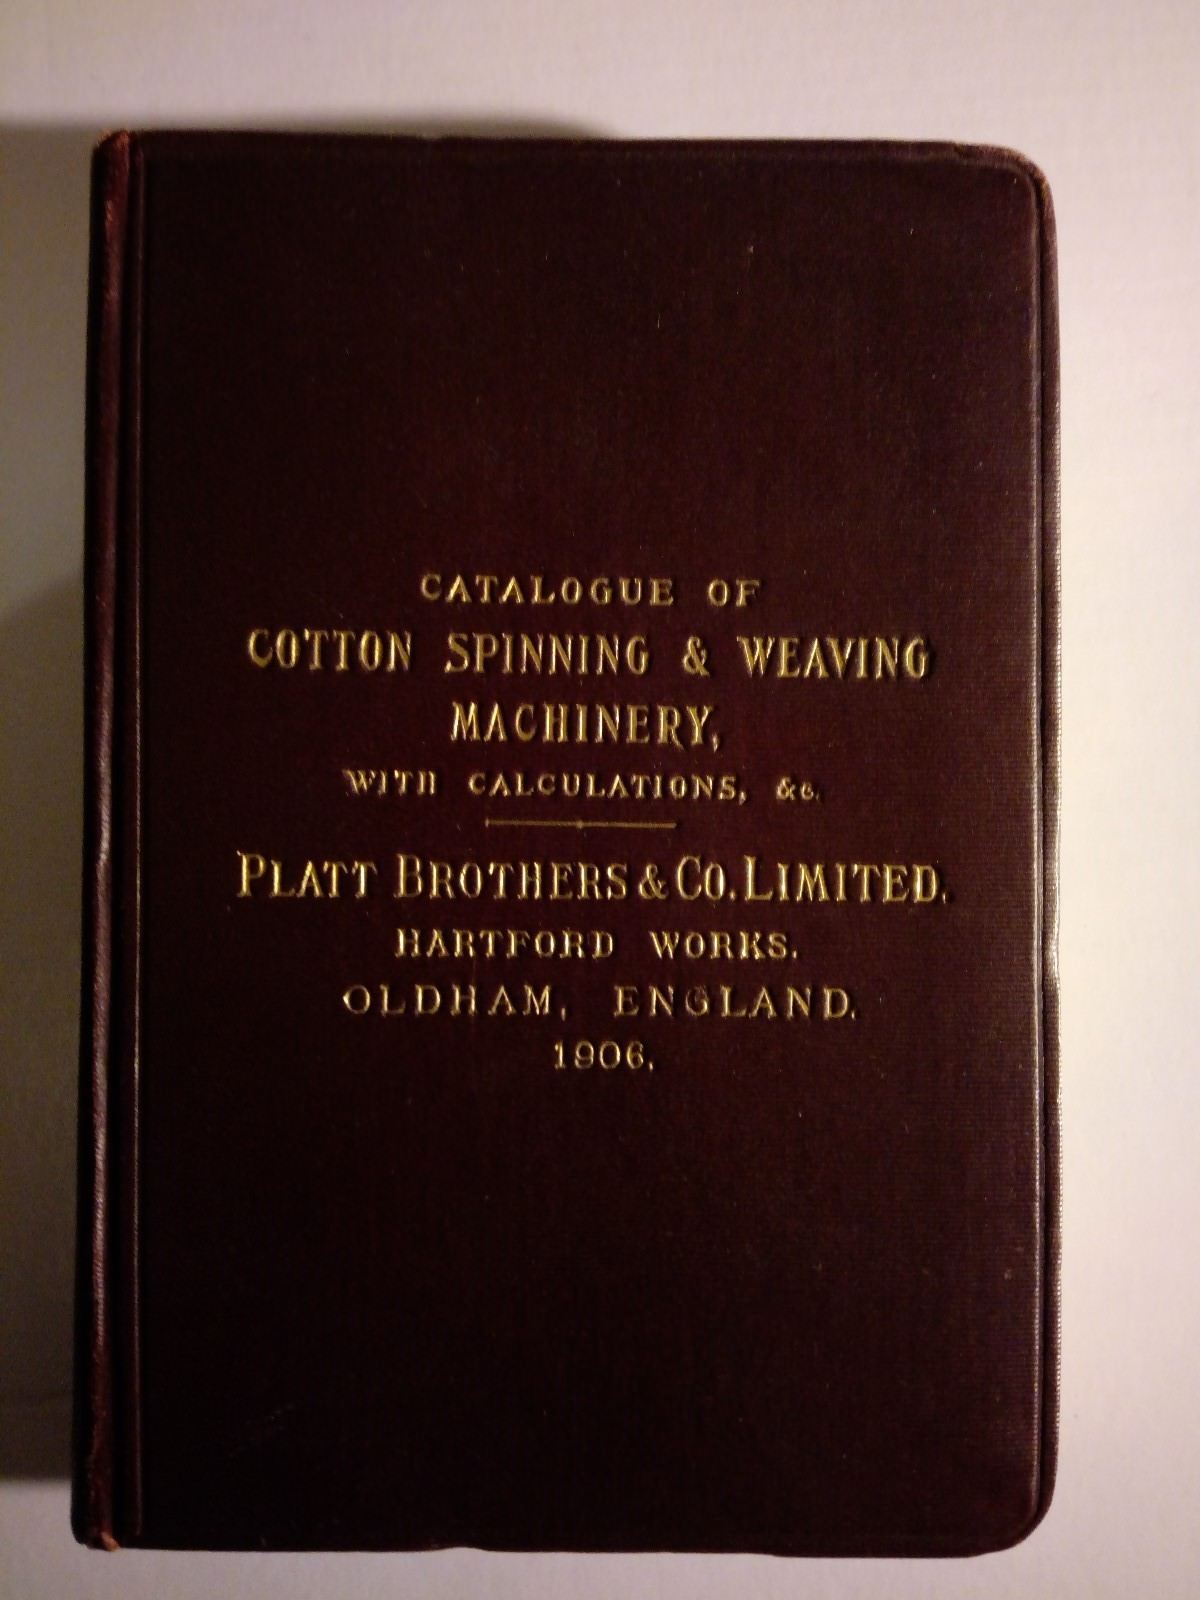 CATALOGUE OF
COTTON SPINNING & WEAVING
MACHINERY,
WITH CALCULATIONS, &c.
PLATT BROTHERS & CO. LIMITED.
HARTFORD WORKS.
OLDHAM, ENGLAND.
1906.